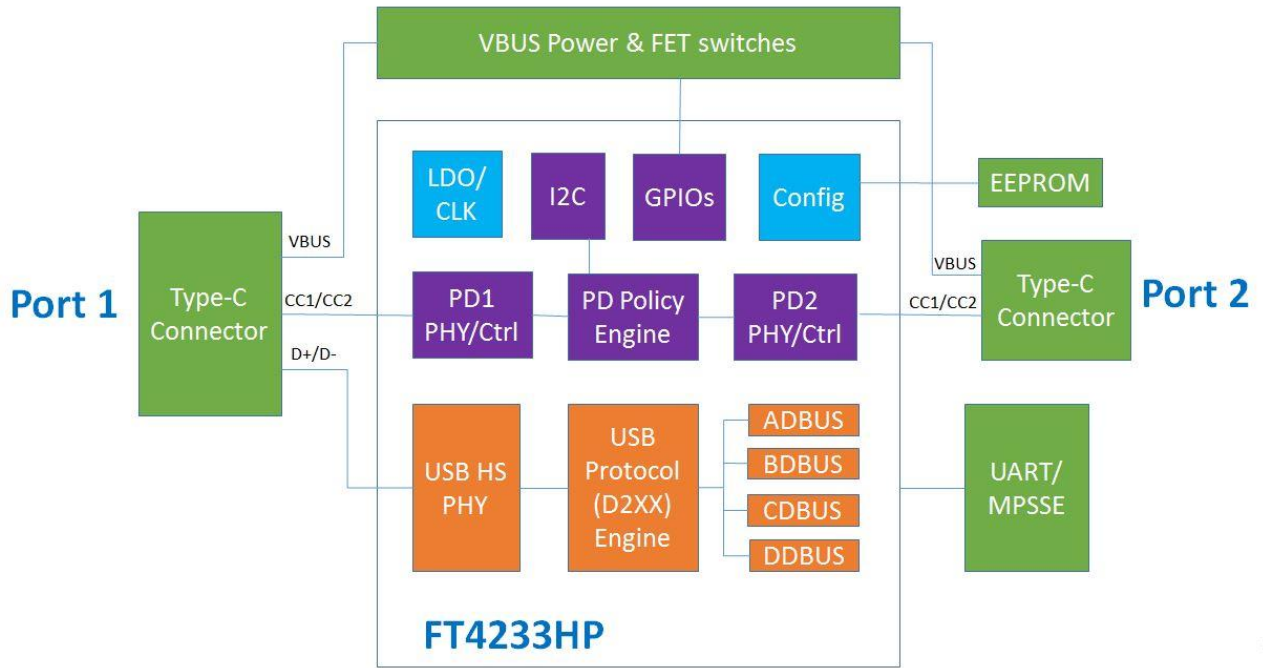 VBUS Power & FET switches
LDO/
CLK
I2C
GPIOs
Config
EEPROM
Port 1
Type-C
Connector
VBUS
CC1/CC2
D+/D-
PD1
PHY/Ctrl
PD Policy
Engine
PD2
PHY/Ctrl
VBUS
CC1/CC2
Type-C
Connector
Port 2
USB HS
PHY
USB
Protocol
(D2XX)
Engine
ADBUS
BDBUS
CDBUS
DDBUS
UART/
MPSSE
FT4233HP